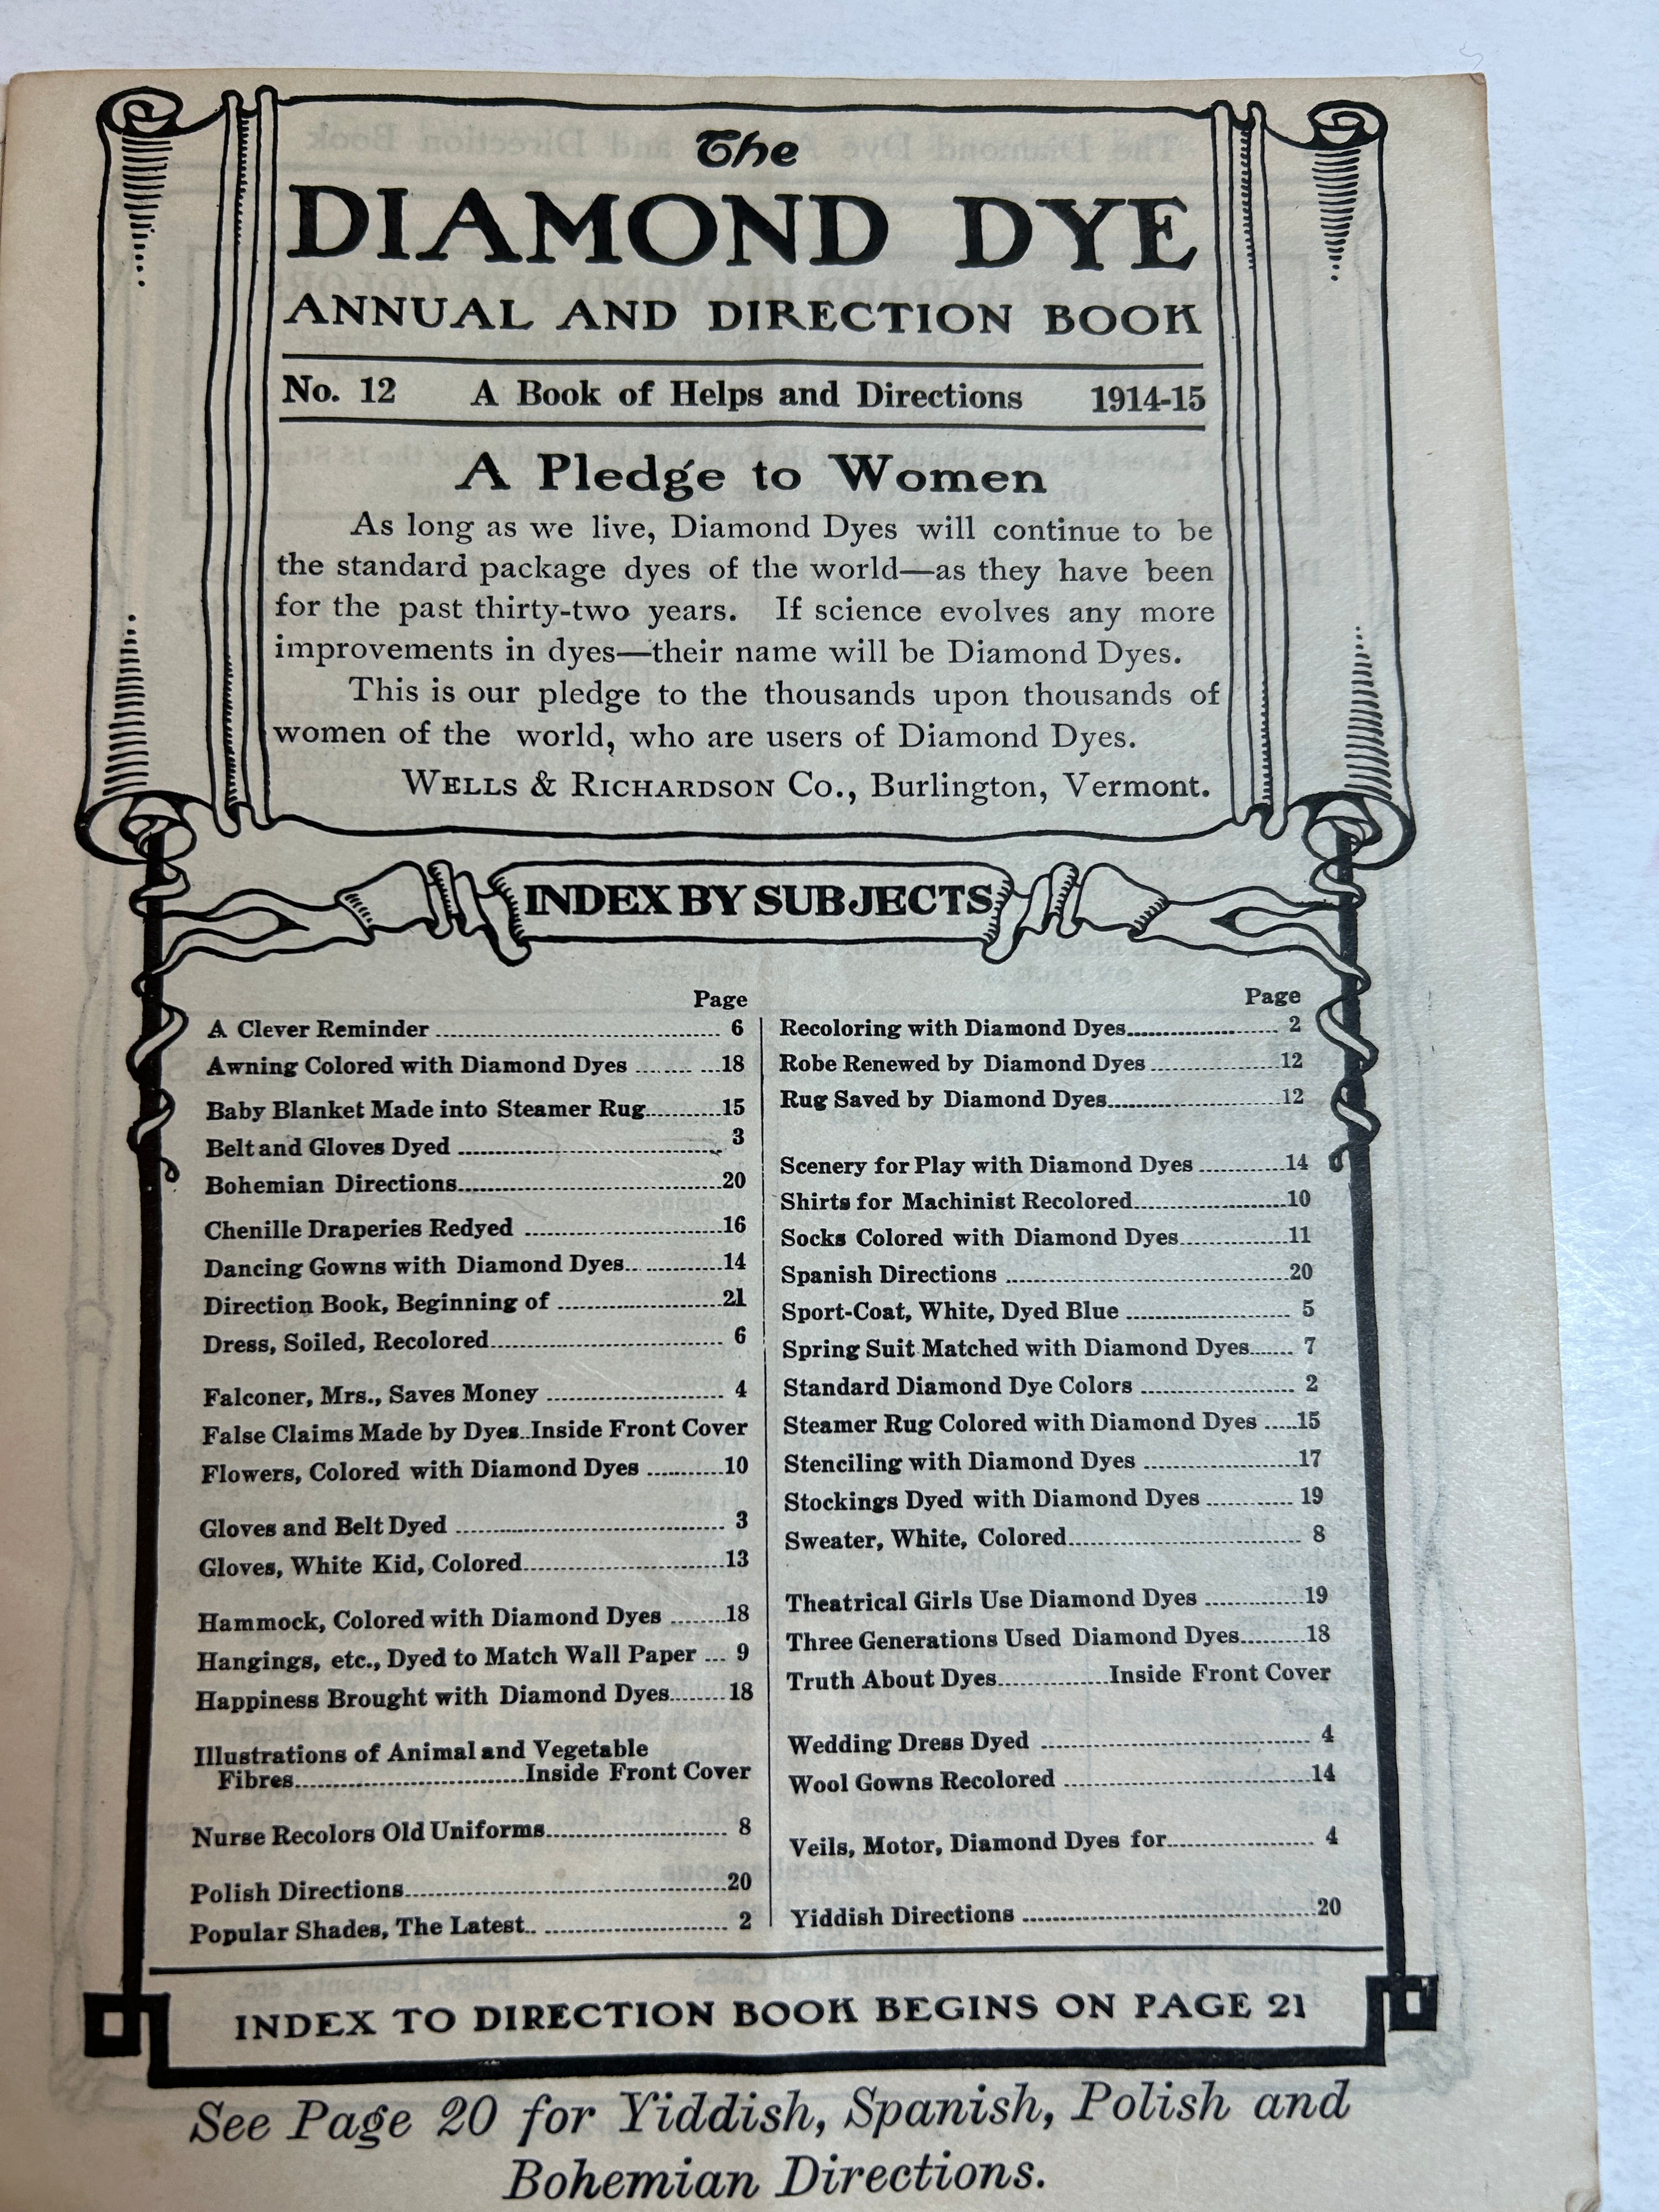 The
DIAMOND DYE
ANNUAL AND DIRECTION BOOK
No. 12 A Book of Helps and Directions 1914-15
A Pledge to Women
As long as we live, Diamond Dyes will continue to be
the standard package dyes of the world—as they have been
for the past thirty-two years. If science evolves any more
improvements in dyes—their name will be Diamond Dyes.
This is our pledge to the thousands upon thousands of
women of the world, who are users of Diamond Dyes.
WELLS & RICHARDSON CO., Burlington, Vermont.
INDEX BY SUBJECTS
Page
A Clever Reminder 6
Awning Colored with Diamond Dyes 18
Baby Blanket Made into Steamer Rug 15
Belt and Gloves Dyed 3
Bohemian Directions 20
Chenille Draperies Redyed 16
Dancing Gowns with Diamond Dyes 14
Direction Book, Beginning of 21
Dress, Soiled, Recolored 6
Falconer, Mrs., Saves Money 4
False Claims Made by Dyes..Inside Front Cover
Flowers, Colored with Diamond Dyes 10
Gloves and Belt Dyed 3
Gloves, White Kid, Colored 13
Hammock, Colored with Diamond Dyes 18
Hangings, etc., Dyed to Match Wall Paper 9
Happiness Brought with Diamond Dyes 18
Illustrations of Animal and Vegetable
Fibres Inside Front Cover
Nurse Recolors Old Uniforms 8
Polish Directions 20
Popular Shades, The Latest 2
Page
Recoloring with Diamond Dyes 2
Robe Renewed by Diamond Dyes 12
Rug Saved by Diamond Dyes 12
Scenery for Play with Diamond Dyes 14
Shirts for Machinist Recolored 10
Socks Colored with Diamond Dyes 11
Spanish Directions 20
Sport-Coat, White, Dyed Blue 5
Spring Suit Matched with Diamond Dyes 7
Standard Diamond Dye Colors 2
Steamer Rug Colored with Diamond Dyes 15
Stenciling with Diamond Dyes 17
Stockings Dyed with Diamond Dyes 19
Sweater, White, Colored 8
Theatrical Girls Use Diamond Dyes 19
Three Generations Used Diamond Dyes 18
Truth About Dyes Inside Front Cover
Wedding Dress Dyed 4
Wool Gowns Recolored 14
Veils, Motor, Diamond Dyes for 4
Yiddish Directions 20
INDEX TO DIRECTION BOOK BEGINS ON PAGE 21
See Page 20 for Yiddish, Spanish, Polish and
Bohemian Directions.